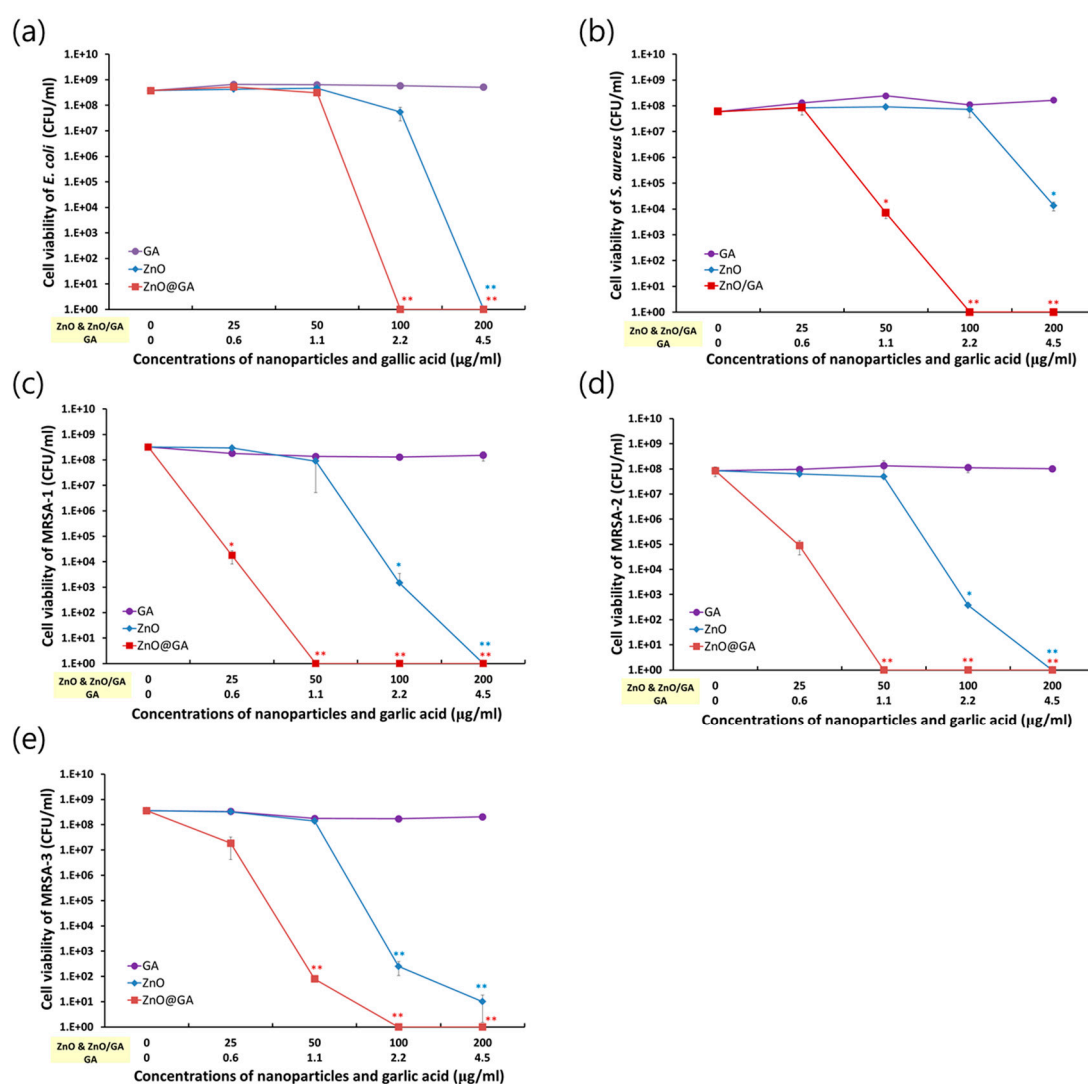 (a)
1.E+10
1.E+09
1.E+08
1.E+07
1.E+06
1.E+05
1.E+04
1.E+03
1.E+02
1.E+01
1.E+00
Cell viability of E. coli (CFU/ml)
GA
ZnO
ZnO@GA
**
**
**
ZnO & ZnO/GA 0 25 50 100 200
GA 0 0.6 1.1 2.2 4.5
Concentrations of nanoparticles and gallic acid (μg/ml)
(b)
1.E+10
1.E+09
1.E+08
1.E+07
1.E+06
1.E+05
1.E+04
1.E+03
1.E+02
1.E+01
1.E+00
Cell viability of S. aureus (CFU/ml)
GA
ZnO
ZnO/GA
*
*
**
**
ZnO & ZnO/GA 0 25 50 100 200
GA 0 0.6 1.1 2.2 4.5
Concentrations of nanoparticles and garlic acid (μg/ml)
(c)
1.E+10
1.E+09
1.E+08
1.E+07
1.E+06
1.E+05
1.E+04
1.E+03
1.E+02
1.E+01
1.E+00
Cell viability of MRSA-1 (CFU/ml)
GA
ZnO
ZnO@GA
*
*
**
**
**
**
ZnO & ZnO/GA 0 25 50 100 200
GA 0 0.6 1.1 2.2 4.5
Concentrations of nanoparticles and garlic acid (μg/ml)
(d)
1.E+10
1.E+09
1.E+08
1.E+07
1.E+06
1.E+05
1.E+04
1.E+03
1.E+02
1.E+01
1.E+00
Cell viability of MRSA-2 (CFU/ml)
GA
ZnO
ZnO@GA
*
**
**
**
**
ZnO & ZnO/GA 0 25 50 100 200
GA 0 0.6 1.1 2.2 4.5
Concentrations of nanoparticles and garlic acid (μg/ml)
(e)
1.E+10
1.E+09
1.E+08
1.E+07
1.E+06
1.E+05
1.E+04
1.E+03
1.E+02
1.E+01
1.E+00
Cell viability of MRSA-3 (CFU/ml)
GA
ZnO
ZnO@GA
**
**
**
**
**
ZnO & ZnO/GA 0 25 50 100 200
GA 0 0.6 1.1 2.2 4.5
Concentrations of nanoparticles and garlic acid (μg/ml)